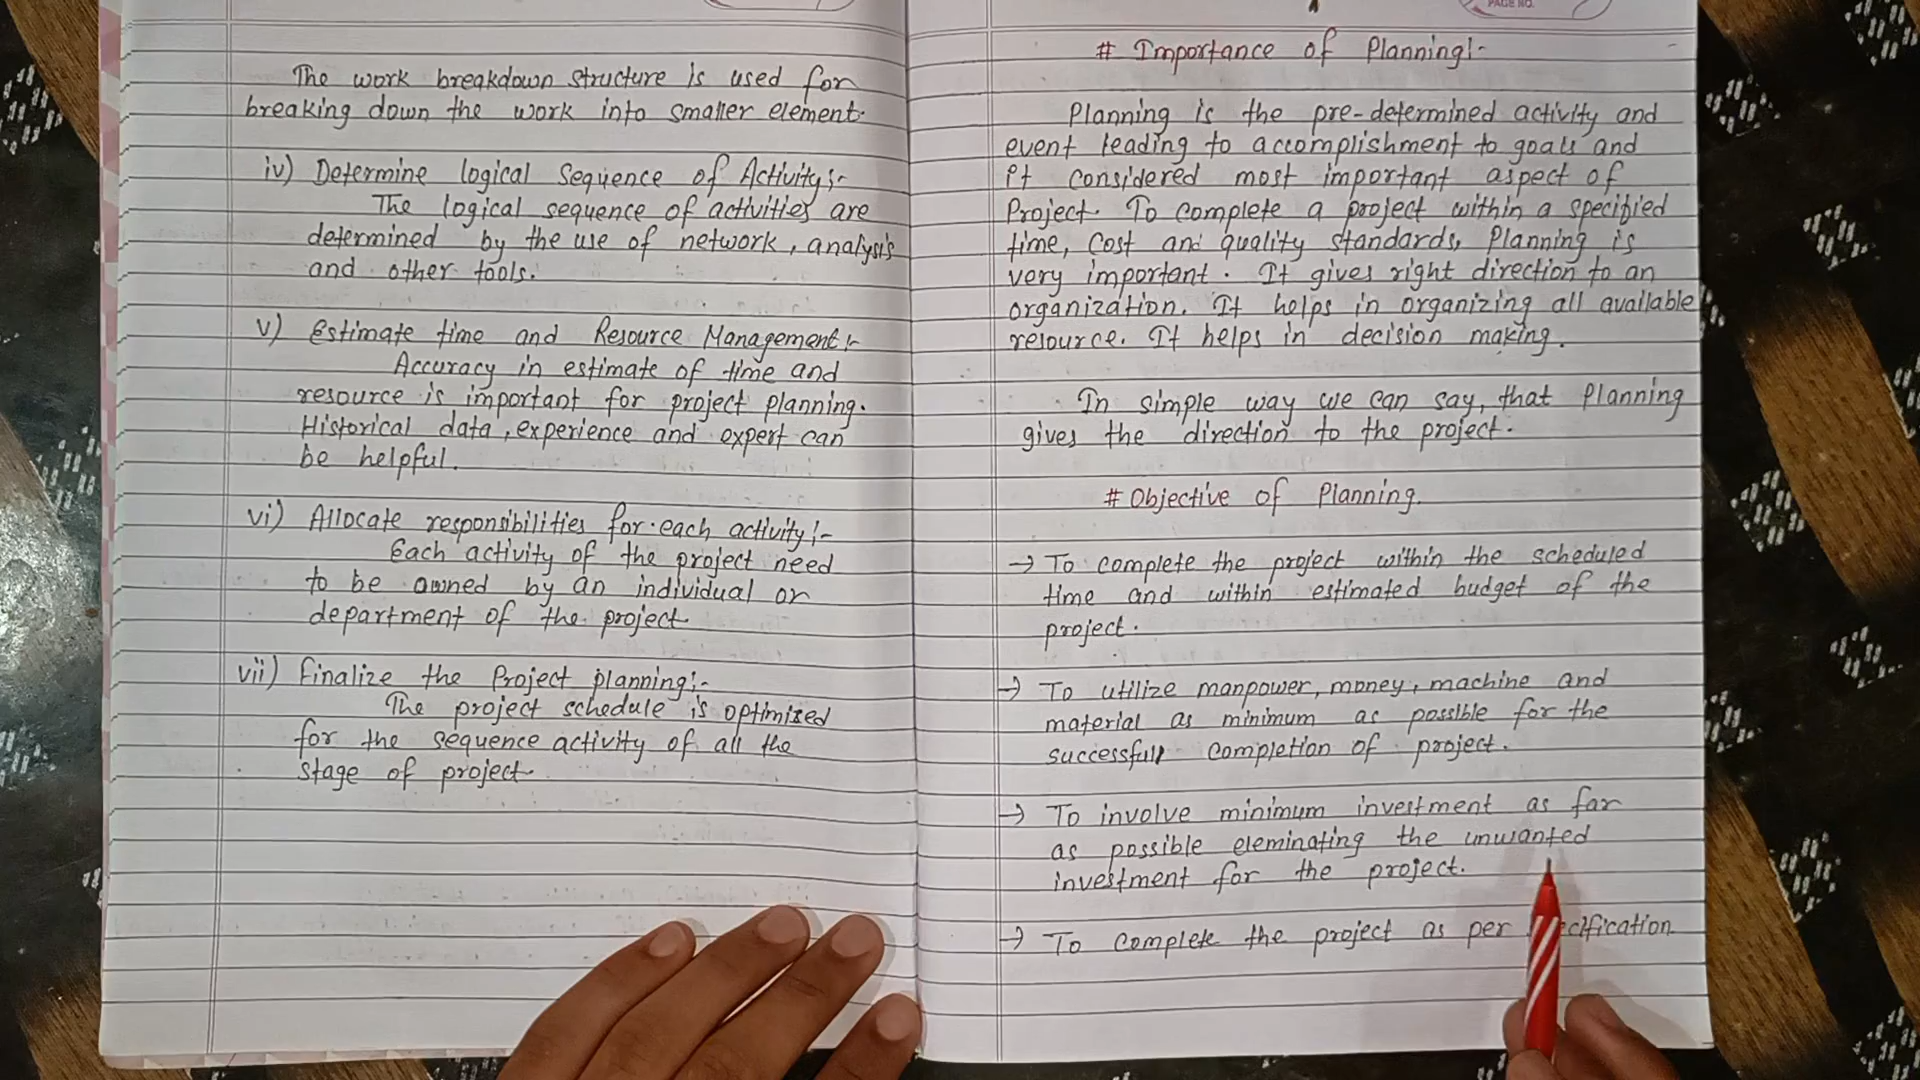 The work breakdown structure is used for
breaking down the work into smaller element.
iv) Determine logical Sequence of Activity:-
The logical sequence of activities are
determined by the use of network, analysis
and other tools.
v) Estimate time and Resource Management:-
Accuracy in estimate of time and
resource is important for project planning.
Historical data, experience and expert can
be helpful.
vi) Allocate responsibilities for each activity:-
Each activity of the project need
to be owned by an individual or
department of the project.
vii) Finalize the Project planning:-
The project schedule is optimized
for the sequence activity of all the
stage of project.
PAGE NO.
# Importance of Planning:-
Planning is the pre-determined activity and
event leading to accomplishment to goals and
it considered most important aspect of
Project. To complete a project within a specified
time, cost and quality standards, Planning is
very important. It gives right direction to an
organization. It helps in organizing all available
resource. It helps in decision making.
In simple way we can say, that Planning
gives the direction to the project.
# Objective of Planning.
→ To complete the project within the scheduled
time and within estimated budget of the
project.
→ To utilize manpower, money, machine and
material as minimum as possible for the
successfull completion of project.
→ To involve minimum investment as far
as possible eleminating the unwanted
investment for the project.
→ To complete the project as per